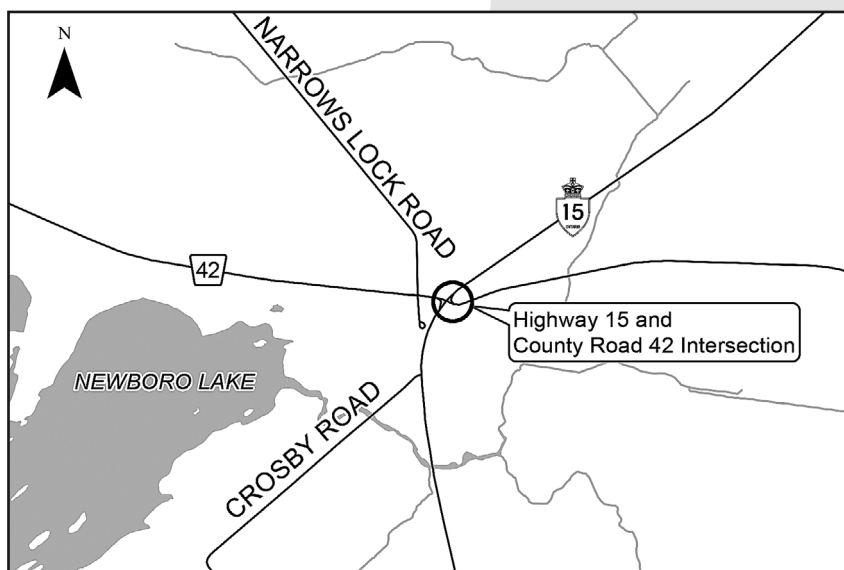 N
NARROWS LOCK ROAD
15
42
Highway 15 and
County Road 42 Intersection
NEWBORO LAKE
CROSBY ROAD